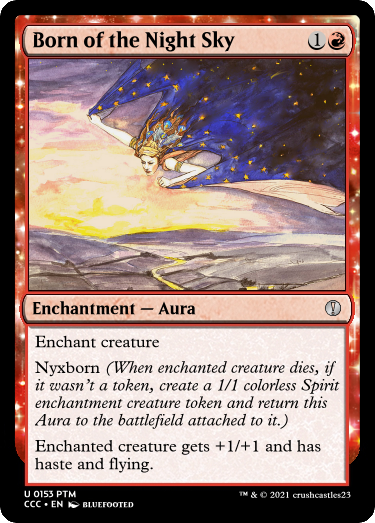 Born of the Night Sky 1
Enchantment — Aura
Enchant creature
Nyxborn (When enchanted creature dies, if
it wasn't a token, create a 1/1 colorless Spirit
enchantment creature token and return this
Aura to the battlefield attached to it.)
Enchanted creature gets +1/+1 and has
haste and flying.
U 0153 PTM
CCC • EN BLUEFOOTED
™ & © 2021 crushcastles23